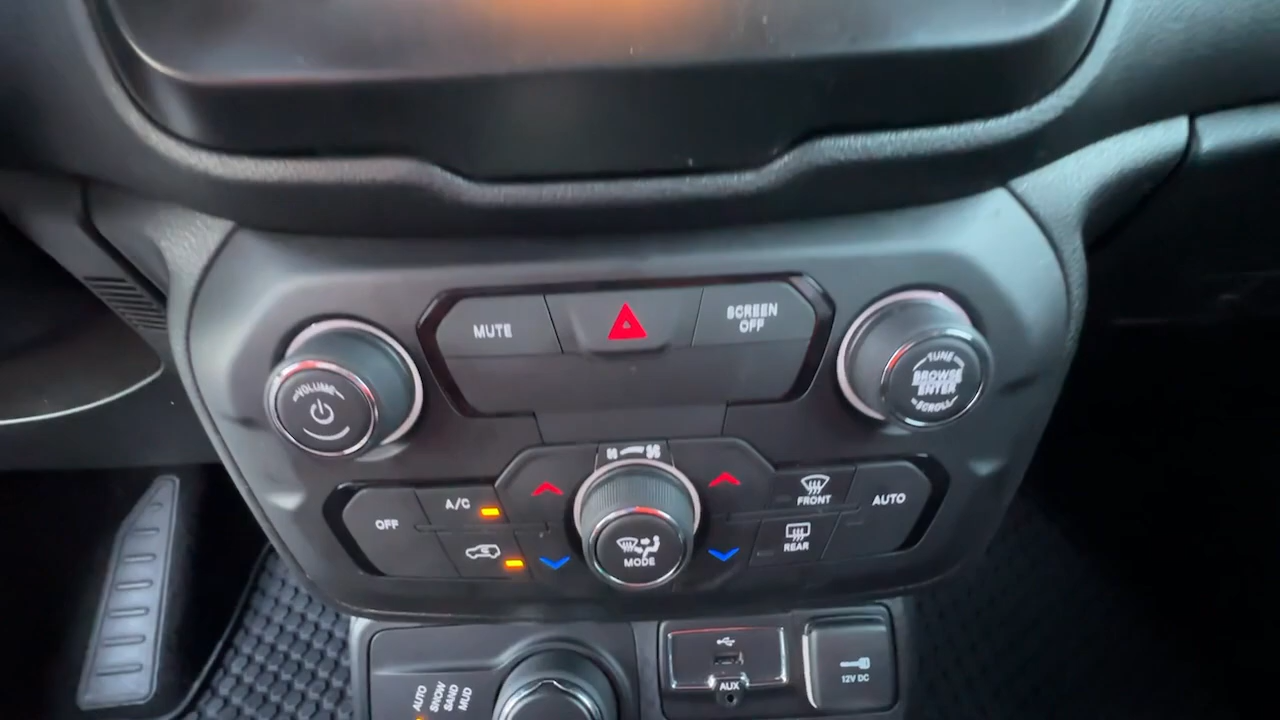 MUTE
SCREEN
OFF
VOLUME
TUNE
BROWSE
ENTER
SCROLL
OFF
A/C
MODE
FRONT
REAR
AUTO
AUTO
SNOW
SAND
MUD
AUX
12V DC